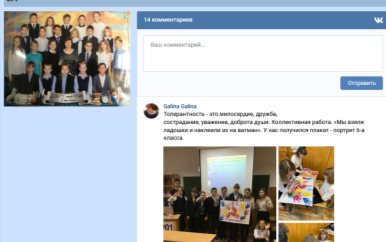 14 комментариев
Ваш комментарий...
Отправить
Galina Galina
Толерантность - это милосердие, дружба,
сострадание, уважение, доброта души. Коллективная работа. «Мы взяли
ладошки и наклеили их на ватман». У нас получился плакат - портрет 6-а
класса.